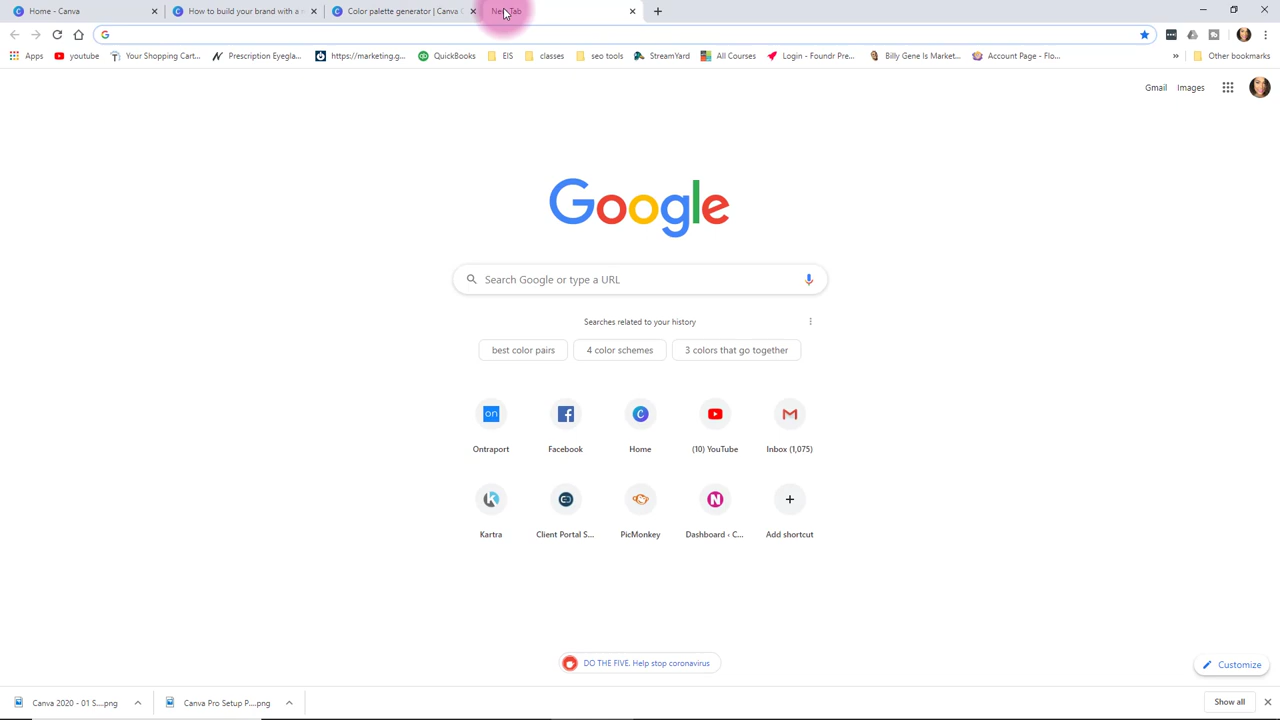 Home - Canva
How to build your brand with a
Color palette generator | Canva
New Tab
Apps
youtube
Your Shopping Cart...
Prescription Eyegla...
https://marketing.g...
QuickBooks
EIS
classes
seo tools
StreamYard
All Courses
Login - Foundr Pre...
Billy Gene Is Market...
Account Page - Flo...
»
Other bookmarks
Gmail
Images
Google
Search Google or type a URL
Searches related to your history
best color pairs
4 color schemes
3 colors that go together
on
Ontraport
Facebook
Home
(10) YouTube
Inbox (1,075)
Kartra
Client Portal S...
PicMonkey
Dashboard ‹ C...
Add shortcut
DO THE FIVE. Help stop coronavirus
Customize
Canva 2020 - 01 S....png
Canva Pro Setup P....png
Show all